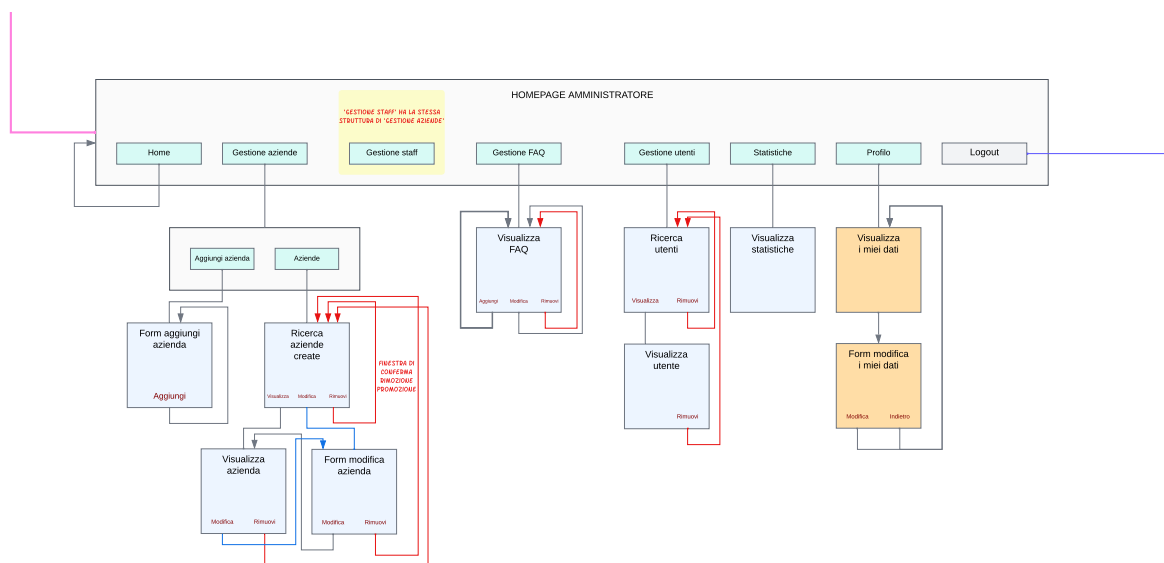 HOMEPAGE AMMINISTRATORE
'GESTIONE STAFF' HA LA STESSA
STRUTTURA DI 'GESTIONE AZIENDE'
Home
Gestione aziende
Gestione staff
Gestione FAQ
Gestione utenti
Statistiche
Profilo
Logout
Aggiungi azienda
Aziende
Visualizza
FAQ
Aggiungi
Modifica
Rimuovi
Ricerca
utenti
Visualizza
Rimuovi
Visualizza
statistiche
Visualizza
i miei dati
Form aggiungi
azienda
Aggiungi
Ricerca
aziende
create
Visualizza
Modifica
Rimuovi
FINESTRA DI
CONFERMA
RIMOZIONE
PROMOZIONE
Visualizza
utente
Rimuovi
Form modifica
i miei dati
Modifica
Indietro
Visualizza
azienda
Modifica
Rimuovi
Form modifica
azienda
Modifica
Rimuovi